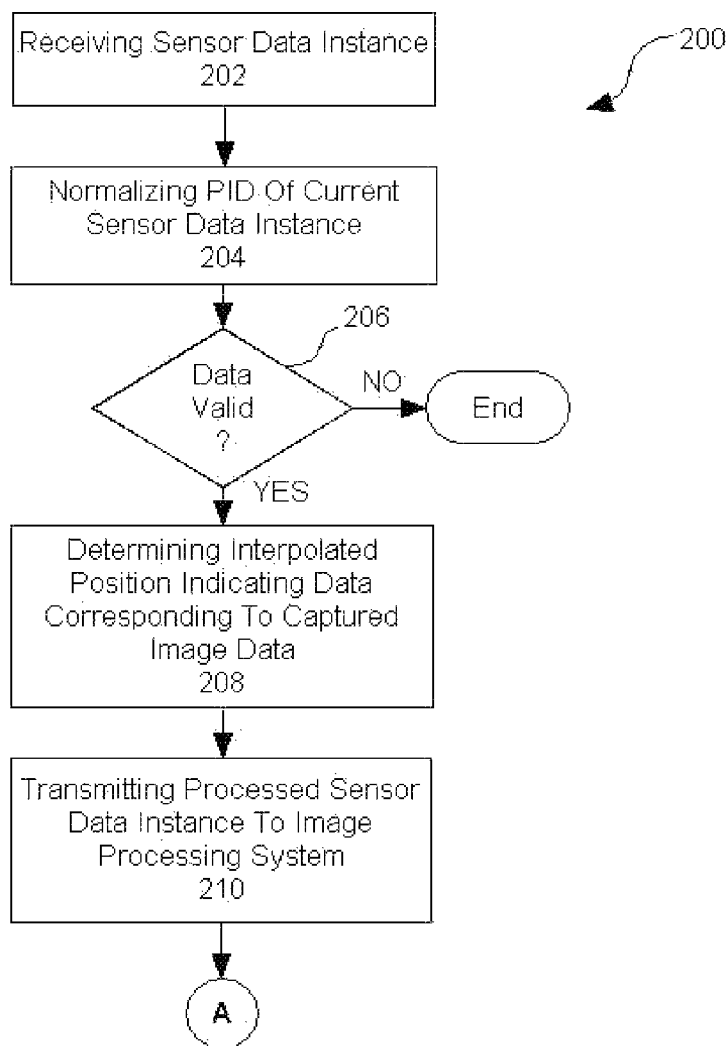 Receiving Sensor Data Instance
202
200
Normalizing PID Of Current
Sensor Data Instance
204
206
Data
Valid
?
NO
End
YES
Determining Interpolated
Position Indicating Data
Corresponding To Captured
Image Data
208
Transmitting Processed Sensor
Data Instance To Image
Processing System
210
A